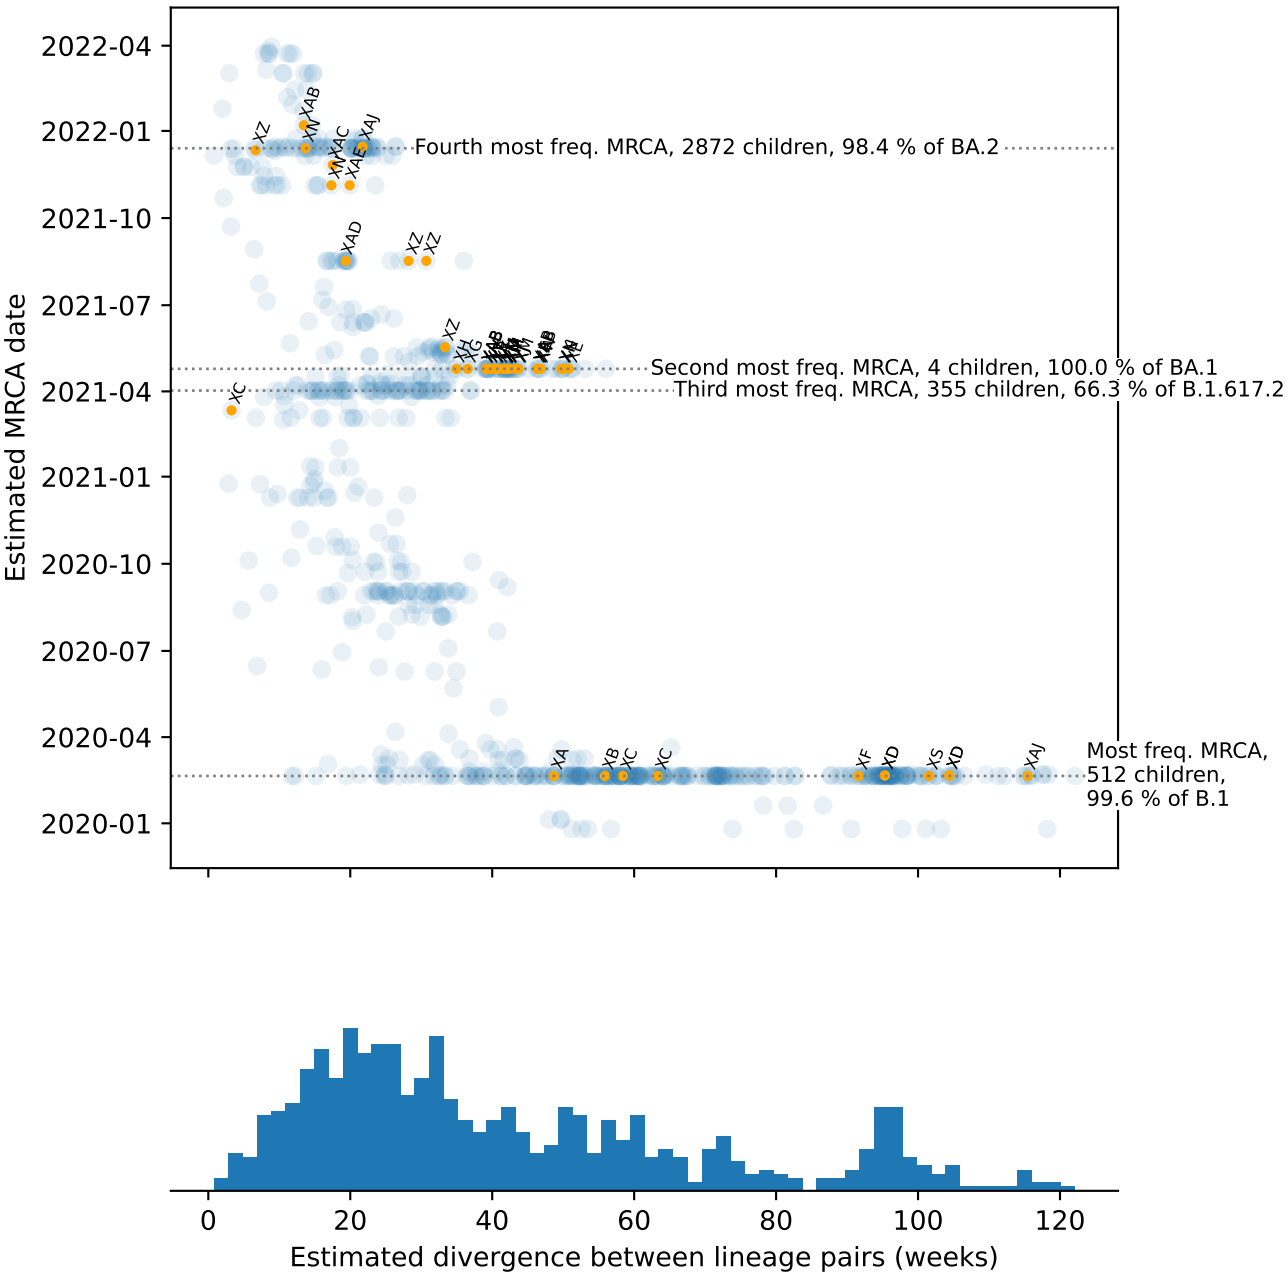 2022-04
XAB
XZ
XN
XAJ
2022-01
XAC
Fourth most freq. MRCA, 2872 children, 98.4 % of BA.2
XN
XAE
2021-10
XAD
XZ
XZ
2021-07
XZ
XH
XG
XL
Second most freq. MRCA, 4 children, 100.0 % of BA.1
Third most freq. MRCA, 355 children, 66.3 % of B.1.617.2
2021-04
XC
2021-01
2020-10
2020-07
2020-04
XA
XB
XC
XC
XF
XD
XS
XD
XAJ
Most freq. MRCA,
512 children,
99.6 % of B.1
2020-01
Estimated MRCA date
0 20 40 60 80 100 120
Estimated divergence between lineage pairs (weeks)